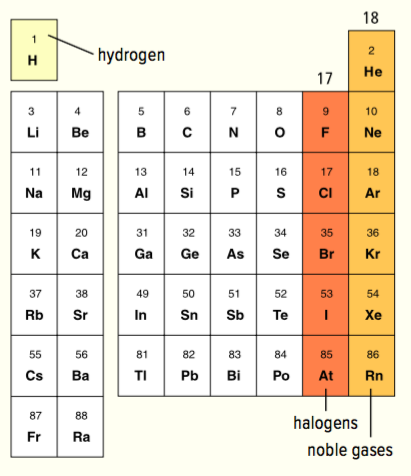 18
1
H
hydrogen
2
He
17
3 4 5 6 7 8 9 10
Li Be B C N O F Ne
11 12 13 14 15 16 17 18
Na Mg Al Si P S Cl Ar
19 20 31 32 33 34 35 36
K Ca Ga Ge As Se Br Kr
37 38 49 50 51 52 53 54
Rb Sr In Sn Sb Te I Xe
55 56 81 82 83 84 85 86
Cs Ba Tl Pb Bi Po At Rn
87 88
Fr Ra
halogens
noble gases